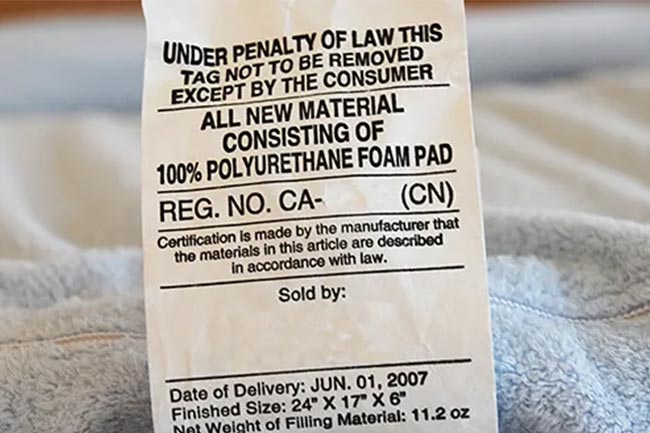 UNDER PENALTY OF LAW THIS
TAG NOT TO BE REMOVED
EXCEPT BY THE CONSUMER
ALL NEW MATERIAL
CONSISTING OF
100% POLYURETHANE FOAM PAD
REG. NO. CA- (CN)
Certification is made by the manufacturer that
the materials in this article are described
in accordance with law.
Sold by:
Date of Delivery: JUN. 01, 2007
Finished Size: 24" X 17" X 6"
Net Weight of Filling Material: 11.2 oz